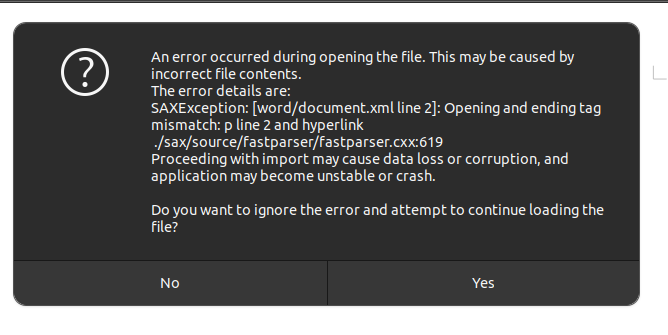 An error occurred during opening the file. This may be caused by
incorrect file contents.
The error details are:
SAXException: [word/document.xml line 2]: Opening and ending tag
mismatch: p line 2 and hyperlink
./sax/source/fastparser/fastparser.cxx:619
Proceeding with import may cause data loss or corruption, and
application may become unstable or crash.
Do you want to ignore the error and attempt to continue loading the
file?
No
Yes